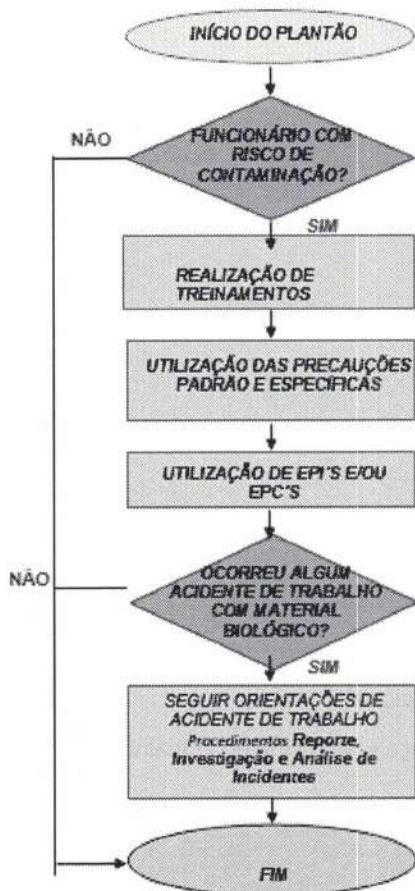 INÍCIO DO PLANTÃO
NÃO
FUNCIONÁRIO COM
RISCO DE
CONTAMINAÇÃO?
SIM
REALIZAÇÃO DE
TREINAMENTOS
UTILIZAÇÃO DAS PRECAUÇÕES
PADRÃO E ESPECÍFICAS
UTILIZAÇÃO DE EPI´S E/OU
EPC´S
NÃO
OCORREU ALGUM
ACIDENTE DE TRABALHO
COM MATERIAL
BIOLÓGICO?
SIM
SEGUIR ORIENTAÇÕES DE
ACIDENTE DE TRABALHO
Procedimentos Reporte,
Investigação e Análise de
Incidentes
FIM